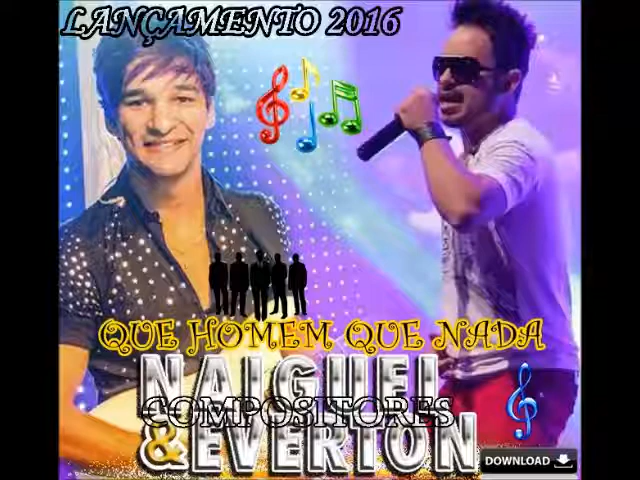 LANÇAMENTO 2016
QUE HOMEM QUE NADA
NAIGUEL
COMPOSITORES
&EVERTON
DOWNLOAD